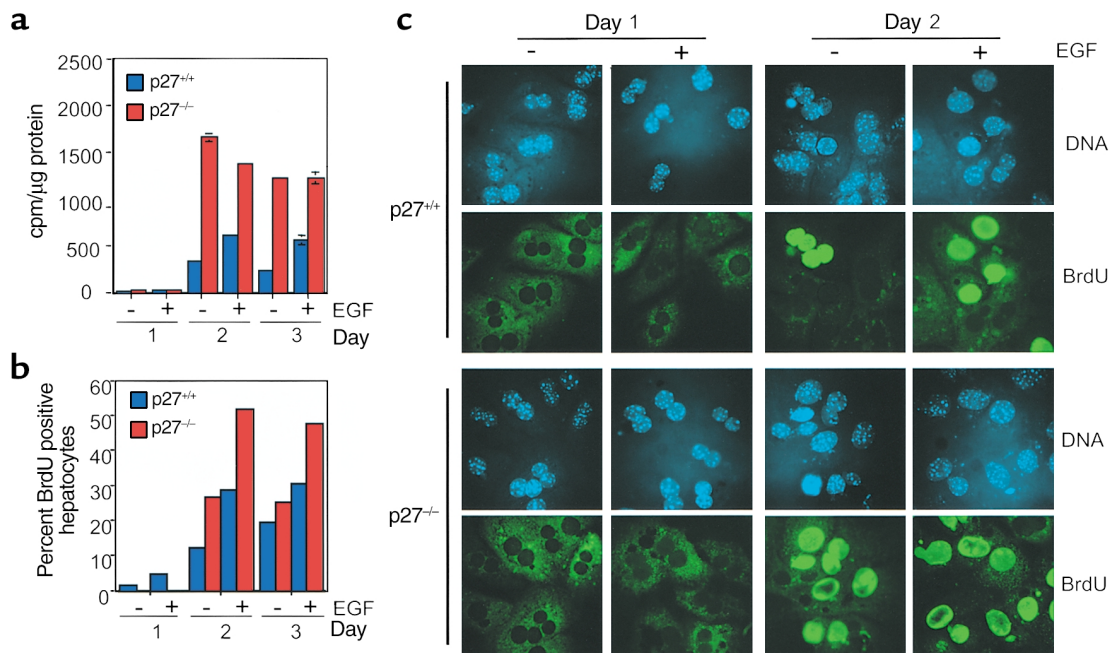 a
cpm/µg protein
2500
2000
1500
1000
500
0
p27+/+
p27–/–
- + - + - + EGF
1 2 3 Day
b
Percent BrdU positive
hepatocytes
60
50
40
30
20
10
0
p27+/+
p27–/–
- + - + - + EGF
1 2 3 Day
c
Day 1 Day 2
- + - + EGF
p27+/+
DNA
BrdU
p27–/–
DNA
BrdU